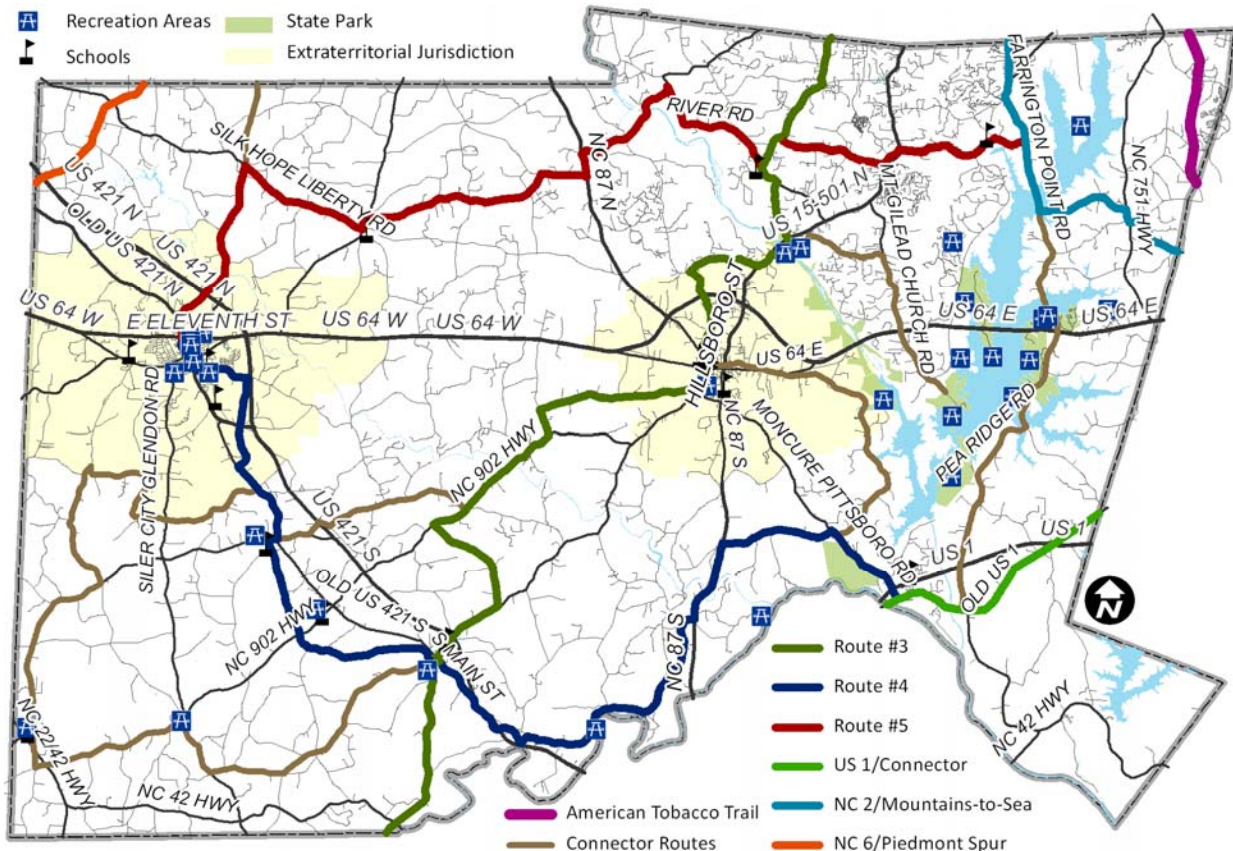 Recreation Areas
State Park
Schools
Extraterritorial Jurisdiction
FARRINGTON POINT RD
RIVER RD
NC 87 N
SILK HOPE LIBERTY RD
US 421 N
OLD US 421 N
US 421 N
US 15-501 N
MT GILEAD CHURCH RD
NC 751 HWY
US 64 W
E ELEVENTH ST
US 64 W
US 64 W
HILLSBORO ST
US 64 E
US 64 E
US 64 E
SILER CITY GLENDON RD
NC 902 HWY
NC 87 S
MONCURE PITTSBORO RD
PEA RIDGE RD
US 421 S
US 1
US 1
OLD US 1
OLD US 421 S
S MAIN ST
NC 902 HWY
NC 87 S
N
Route #3
Route #4
Route #5
US 1/Connector
NC 22/42 HWY
NC 42 HWY
NC 42 HWY
American Tobacco Trail
NC 2/Mountains-to-Sea
Connector Routes
NC 6/Piedmont Spur